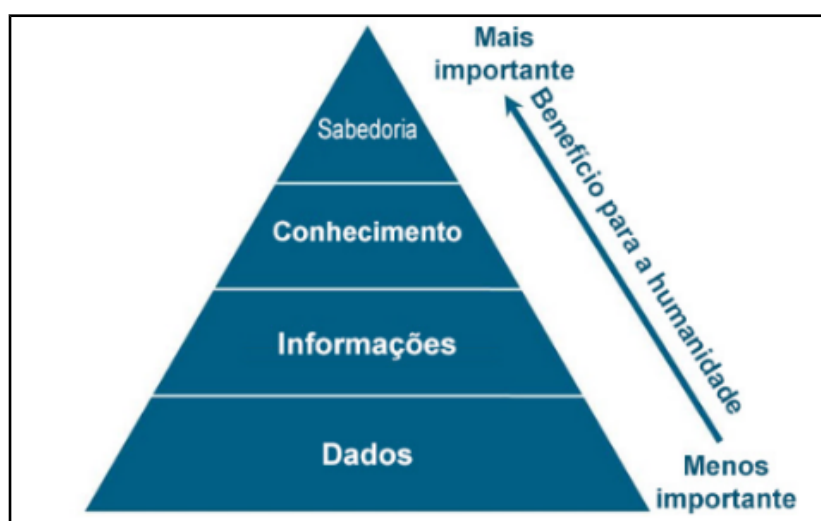 Mais
importante
Sabedoria
Benefício para a humanidade
Conhecimento
Informações
Dados
Menos
importante